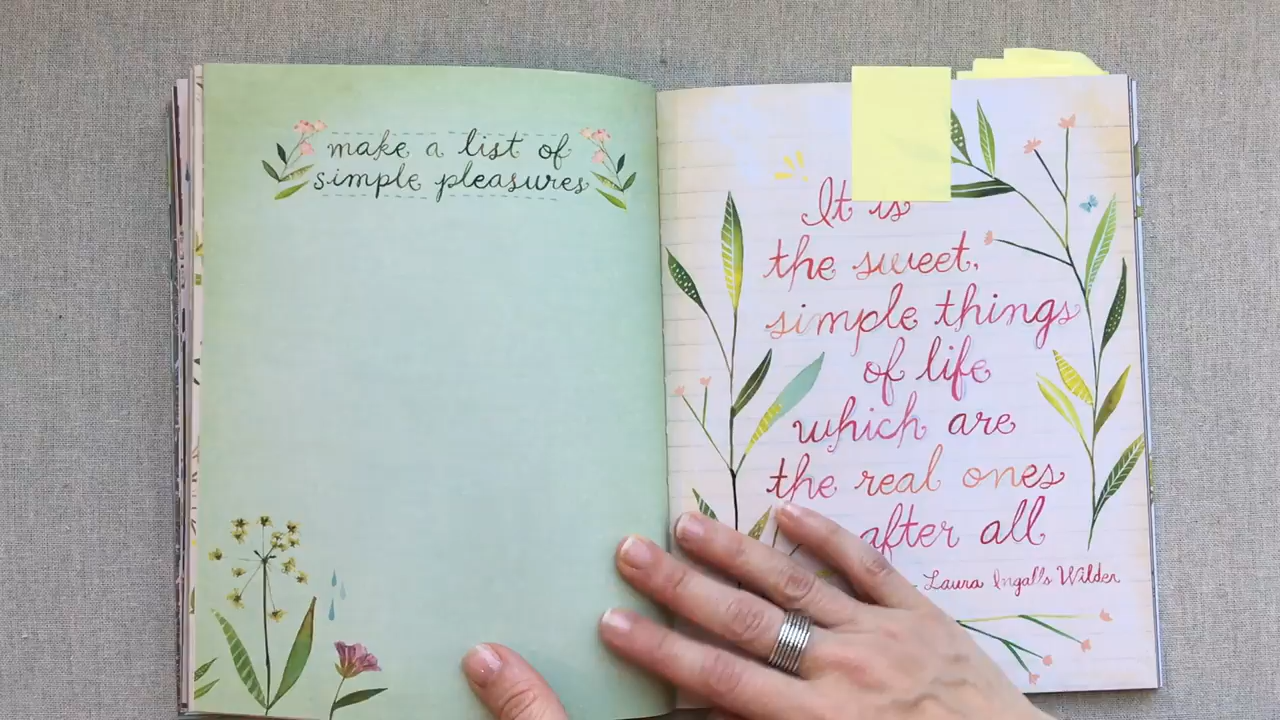 make a list of
simple pleasures
It is
the sweet,
simple things
of life
which are
the real ones
after all
Laura Ingalls Wilder